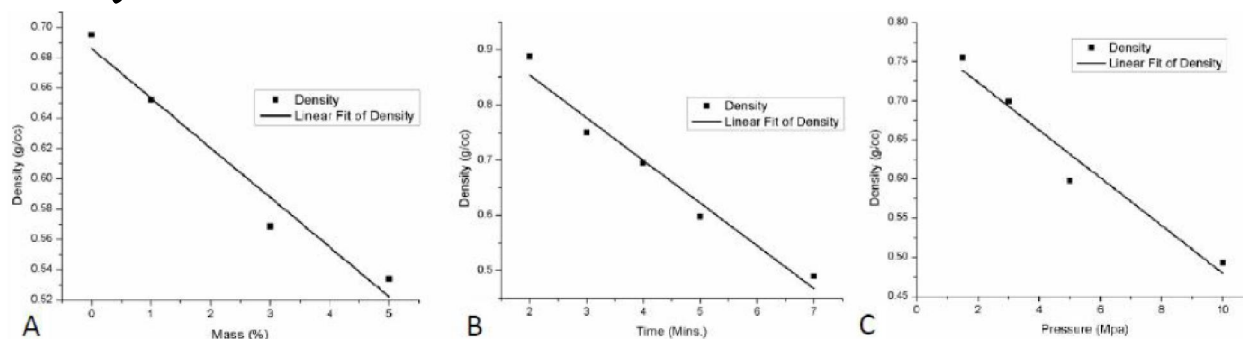 0.70
0.68
0.66
0.64
0.62
0.60
0.58
0.56
0.54
0.52
Density (g/cc)
Density
Linear Fit of Density
0 1 2 3 4 5
Mass (%)
A
0.9
0.8
0.7
0.6
0.5
Density (g/cc)
Density
Linear Fit of Density
2 3 4 5 6 7
Time (Mins.)
B
0.80
0.75
0.70
0.65
0.60
0.55
0.50
0.45
Density (g/cc)
Density
Linear Fit of Density
0 2 4 6 8 10
Pressure (Mpa)
C